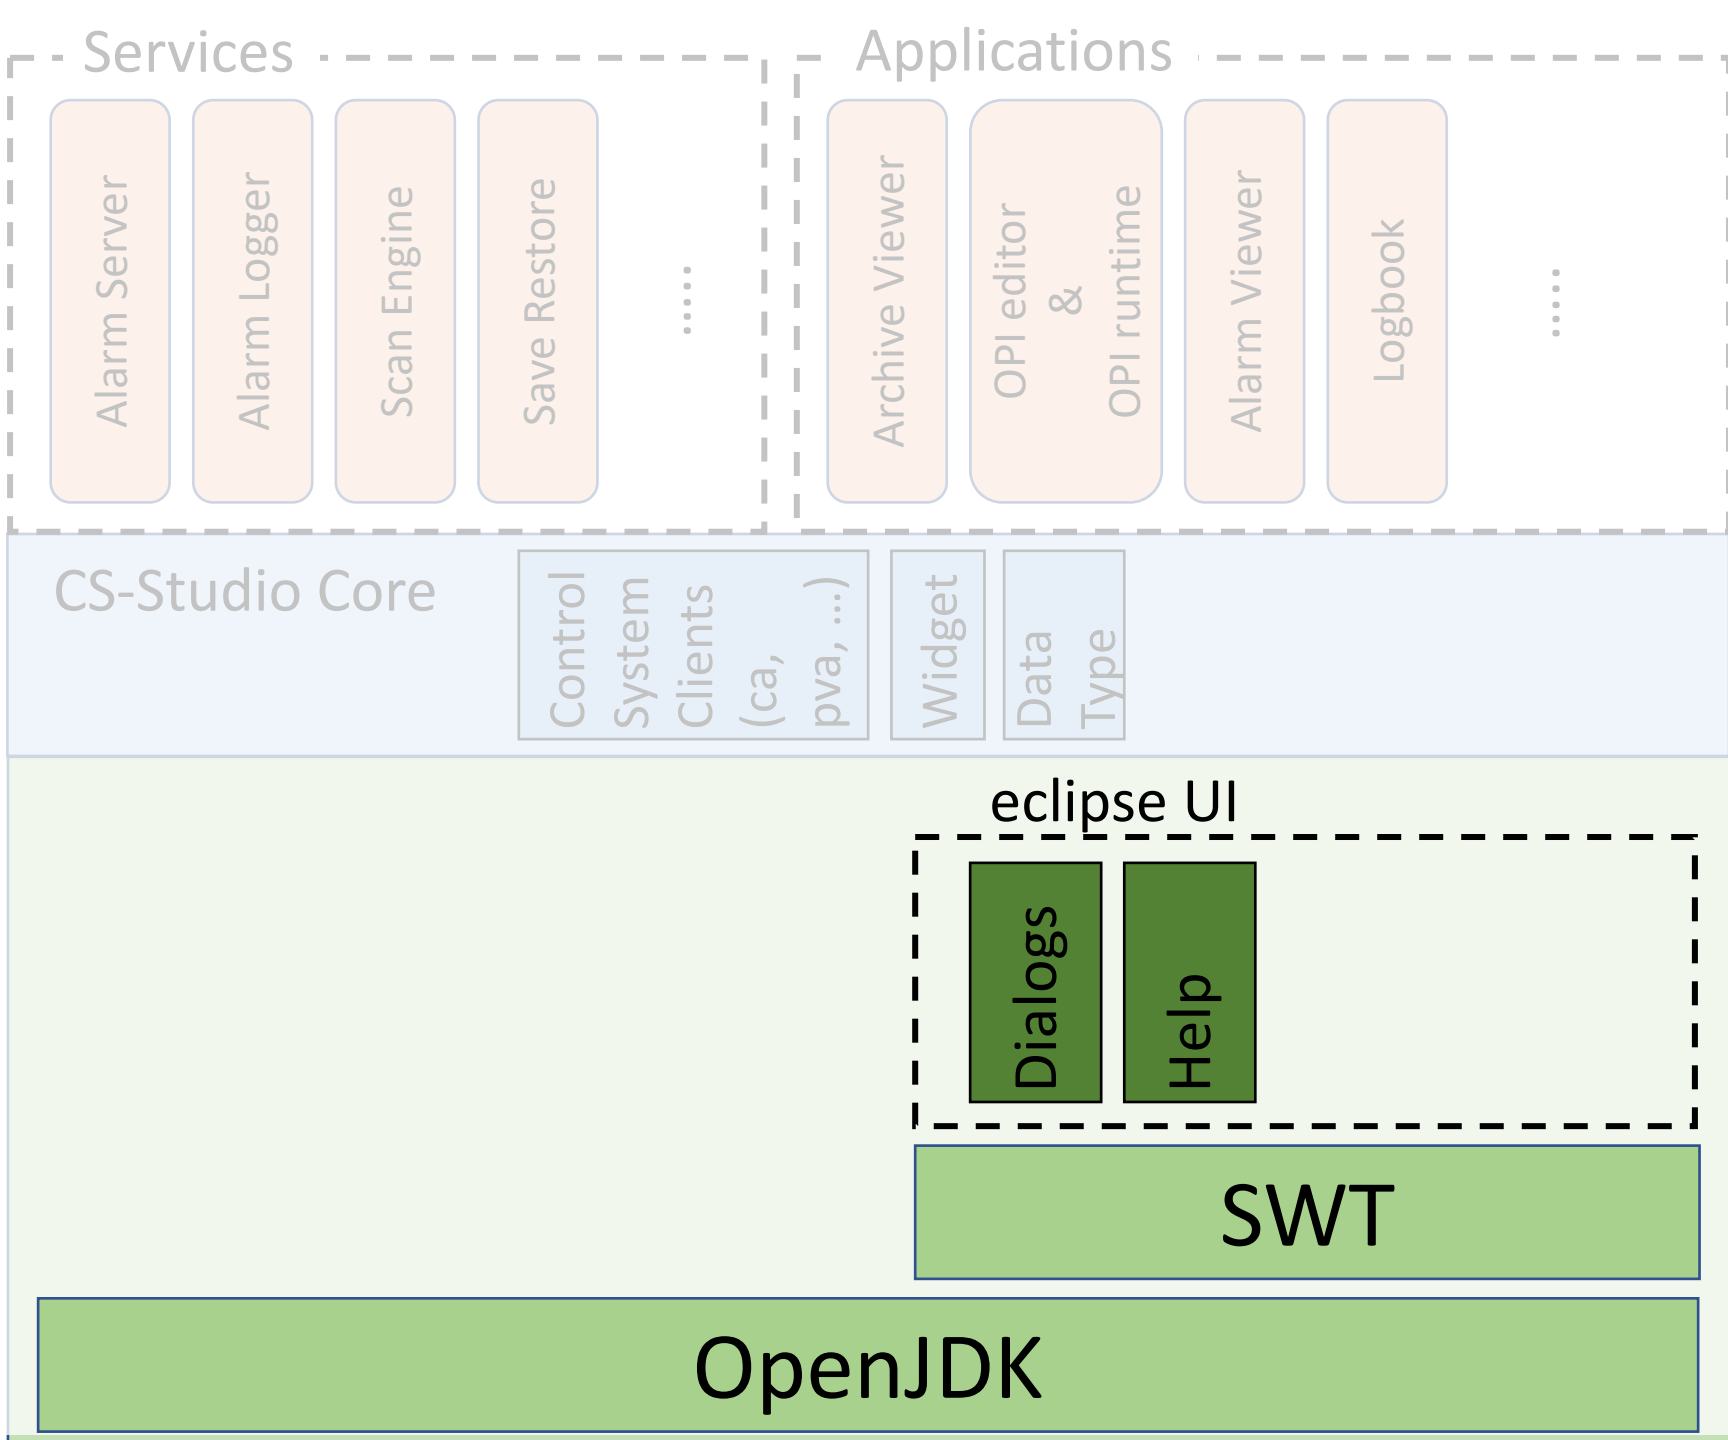 Services
Applications
Alarm Server
Alarm Logger
Scan Engine
Save Restore
.....
Archive Viewer
OPI editor
&
OPI runtime
Alarm Viewer
Logbook
.....
CS-Studio Core
Control
System
Clients
(ca,
pva, ...)
Widget
Data
Type
eclipse UI
Dialogs
Help
SWT
OpenJDK